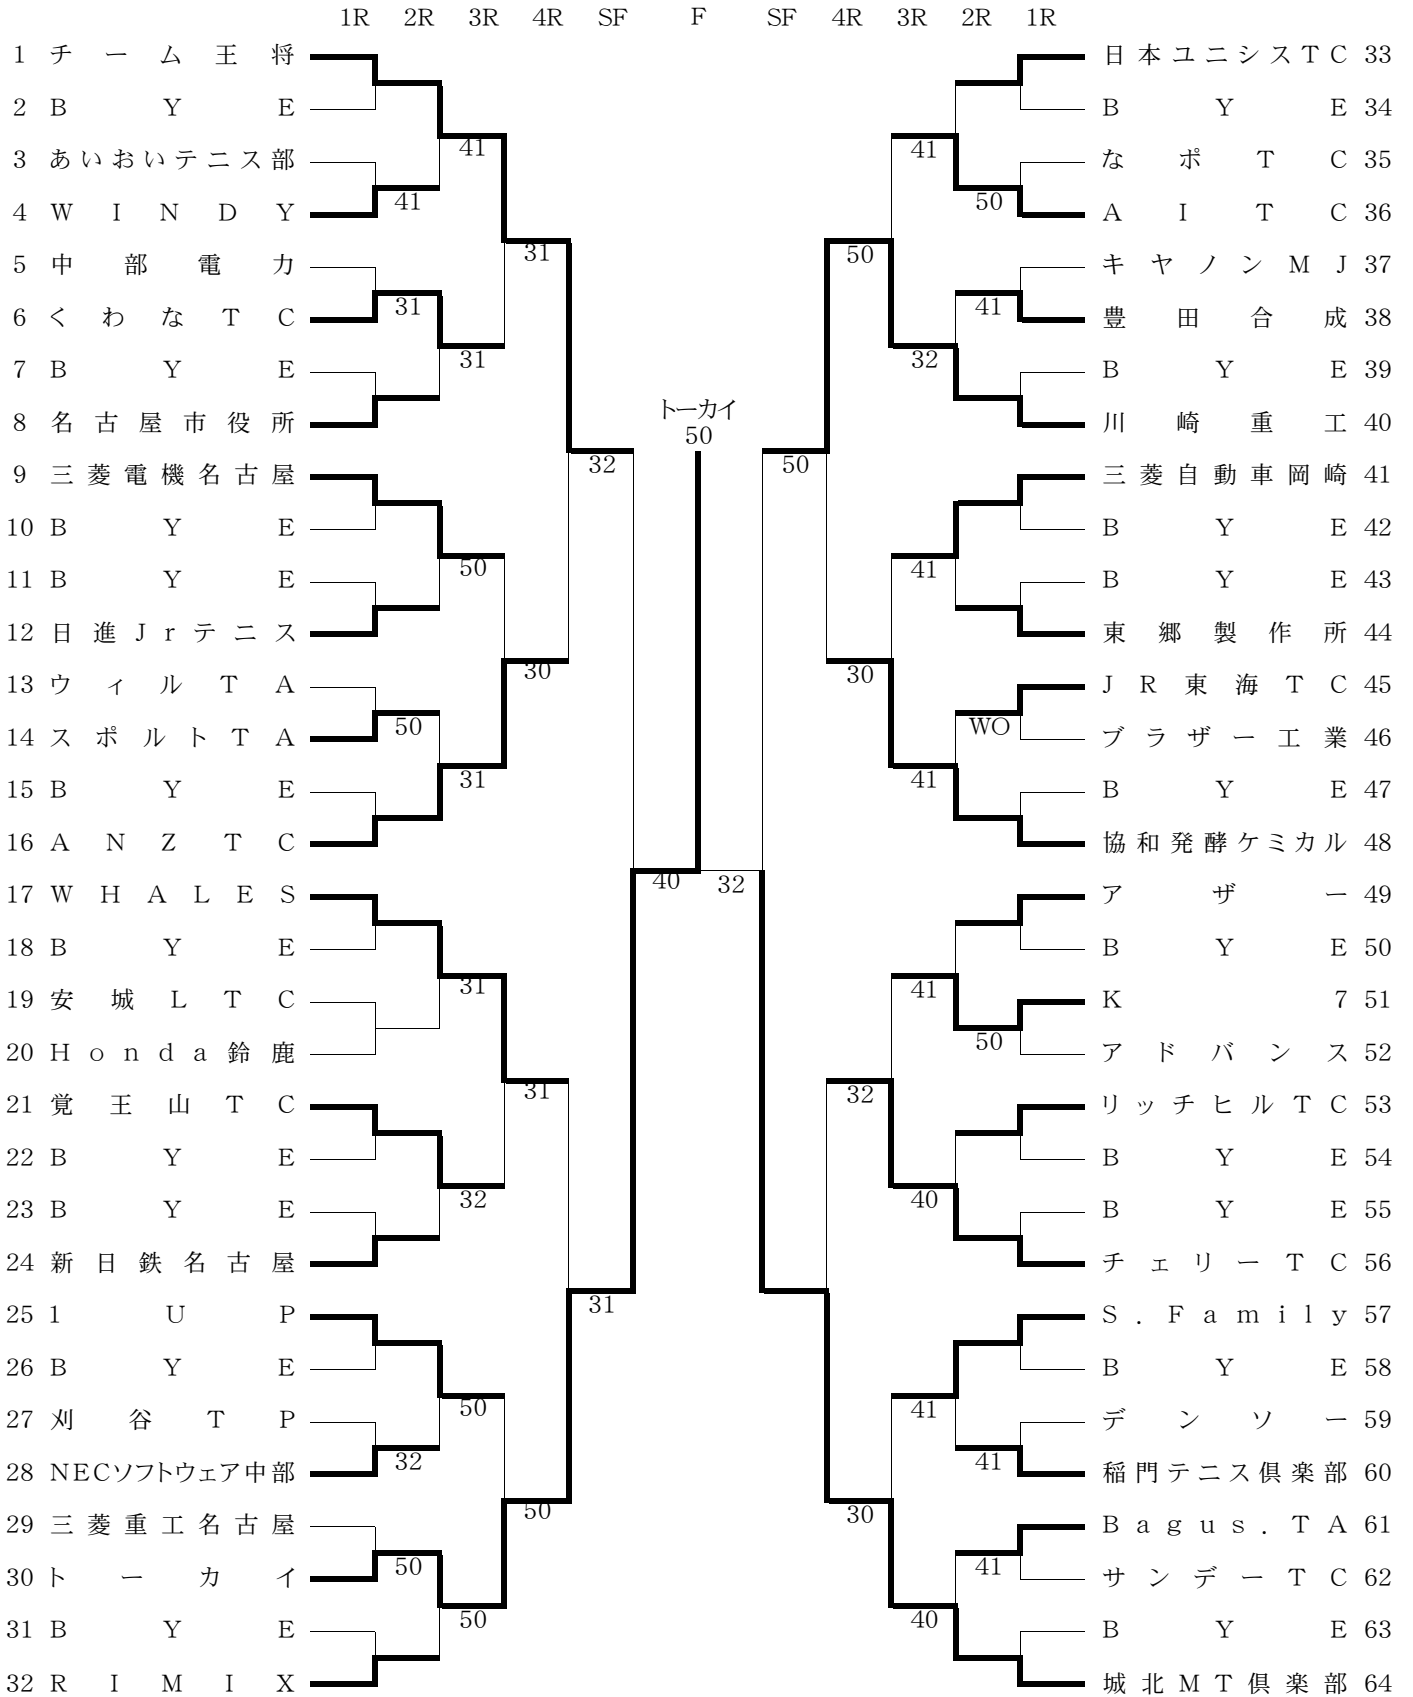 1R 2R 3R 4R SF F SF 4R 3R 2R 1R
1 チーム王将 日本ユニシスTC 33
2 BYE BYE 34
41 41
3 あいおいテニス部 なポTC 35
41 50
4 WINDY AITC 36
31 50
5 中部電力 キヤノンMJ 37
31 41
6 くわなTC 豊田合成 38
31 32
7 BYE BYE 39
トーカイ
8 名古屋市役所 川崎重工 40
50
32 50
9 三菱電機名古屋 三菱自動車岡崎 41
10 BYE BYE 42
50 41
11 BYE BYE 43
12 日進Jrテニス 東郷製作所 44
30 30
13 ウィルTA JR東海TC 45
50 WO
14 スポルトTA ブラザー工業 46
31 41
15 BYE BYE 47
16 ANZTC 協和発酵ケミカル 48
40 32
17 WHALES アザー 49
18 BYE BYE 50
31 41
19 安城LTC K7 51
50
20 Honda鈴鹿 アドバンス 52
31 32
21 覚王山TC リッチヒルTC 53
22 BYE BYE 54
32 40
23 BYE BYE 55
24 新日鉄名古屋 チェリーTC 56
31
25 1UP S.Family 57
26 BYE BYE 58
50 41
27 刈谷TP デンソー 59
32 41
28 NECソフトウェア中部 稲門テニス倶楽部 60
50 30
29 三菱重工名古屋 Bagus.TA 61
50 41
30 トーカイ サンデーTC 62
50 40
31 BYE BYE 63
32 RIMIX 城北MT倶楽部 64